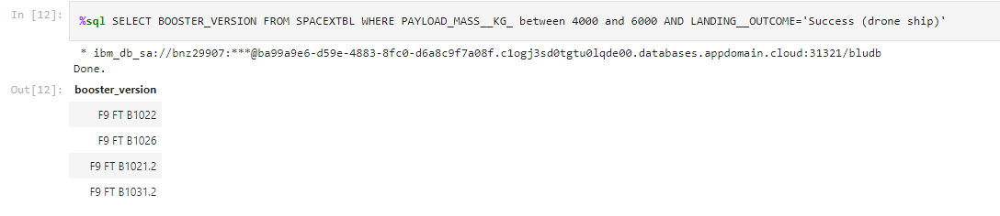 In [12]: %sql SELECT BOOSTER_VERSION FROM SPACEXTBL WHERE PAYLOAD_MASS__KG_ between 4000 and 6000 AND LANDING__OUTCOME='Success (drone ship)'
* ibm_db_sa://bnz29907:***@ba99a9e6-d59e-4883-8fc0-d6a8c9f7a08f.c1ogj3sd0tgtu0lqde00.databases.appdomain.cloud:31321/bludb
Done.
Out[12]: booster_version
F9 FT B1022
F9 FT B1026
F9 FT B1021.2
F9 FT B1031.2